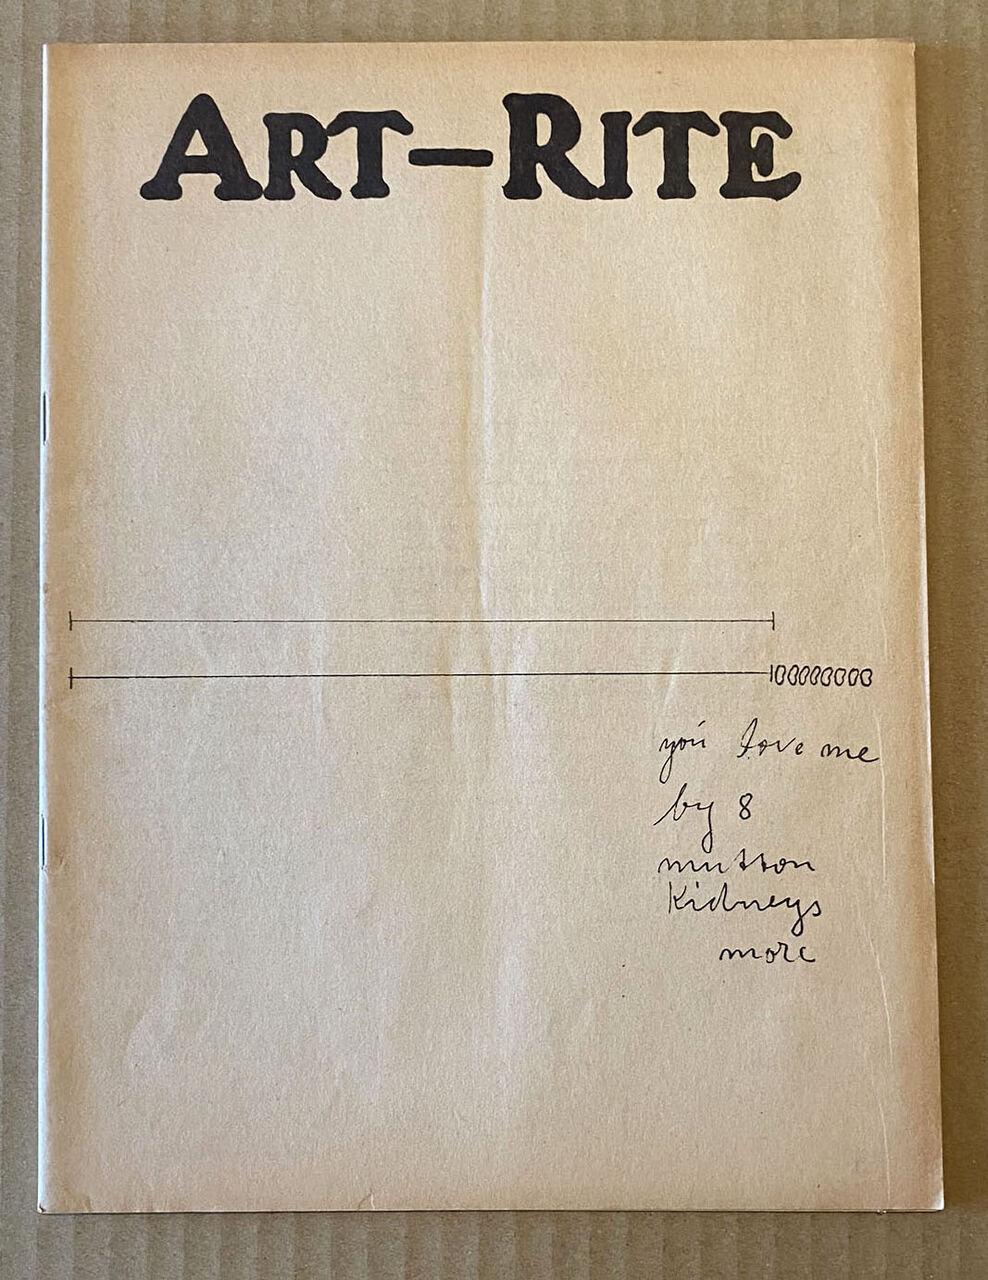 ART-RITE
you love me
by 8
mutton
Kidneys
more